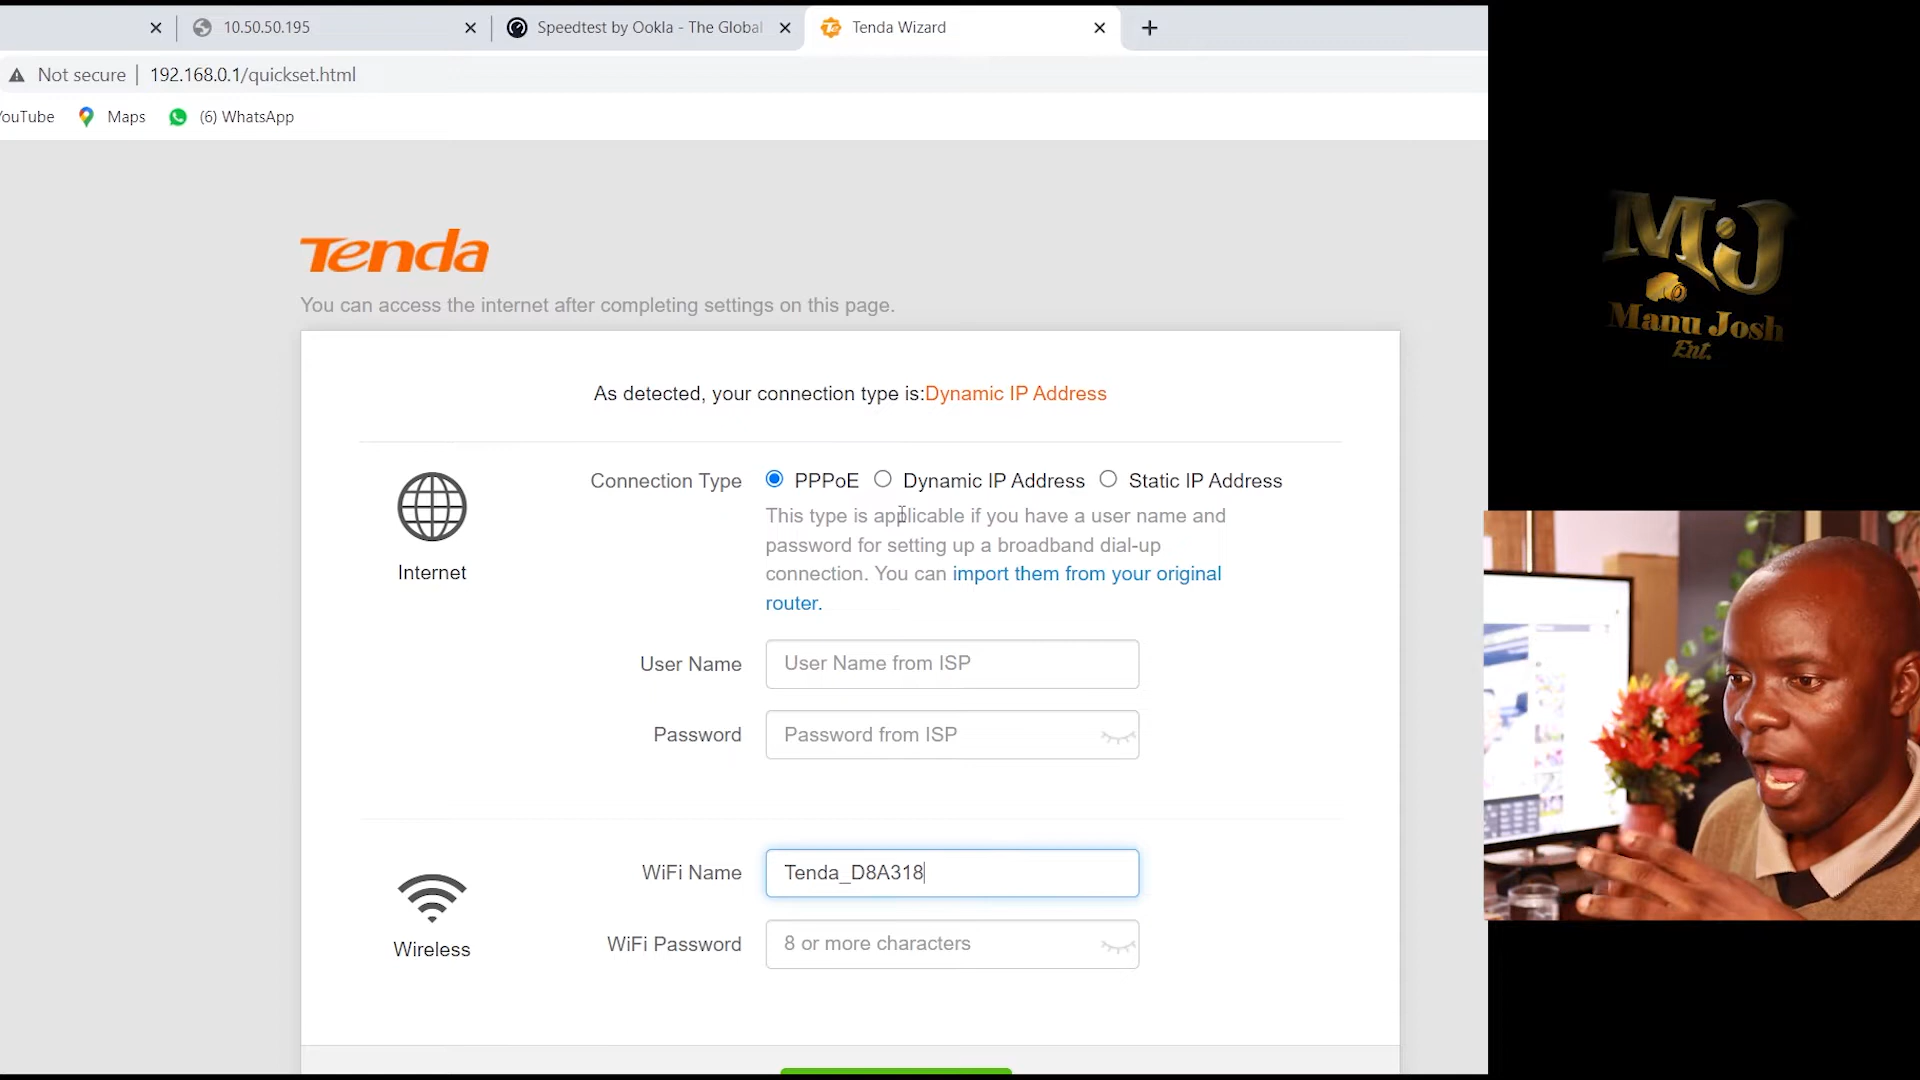 10.50.50.195
Speedtest by Ookla - The Global
Tenda Wizard
Not secure
192.168.0.1/quickset.html
YouTube
Maps
(6) WhatsApp
Tenda
You can access the internet after completing settings on this page.
As detected, your connection type is:Dynamic IP Address
Connection Type
PPPoE
Dynamic IP Address
Static IP Address
This type is applicable if you have a user name and
password for setting up a broadband dial-up
connection. You can import them from your original
router.
Internet
User Name
User Name from ISP
Password
Password from ISP
WiFi Name
Tenda_D8A318
Wireless
WiFi Password
8 or more characters
MJ
Manu Josh
Ent.